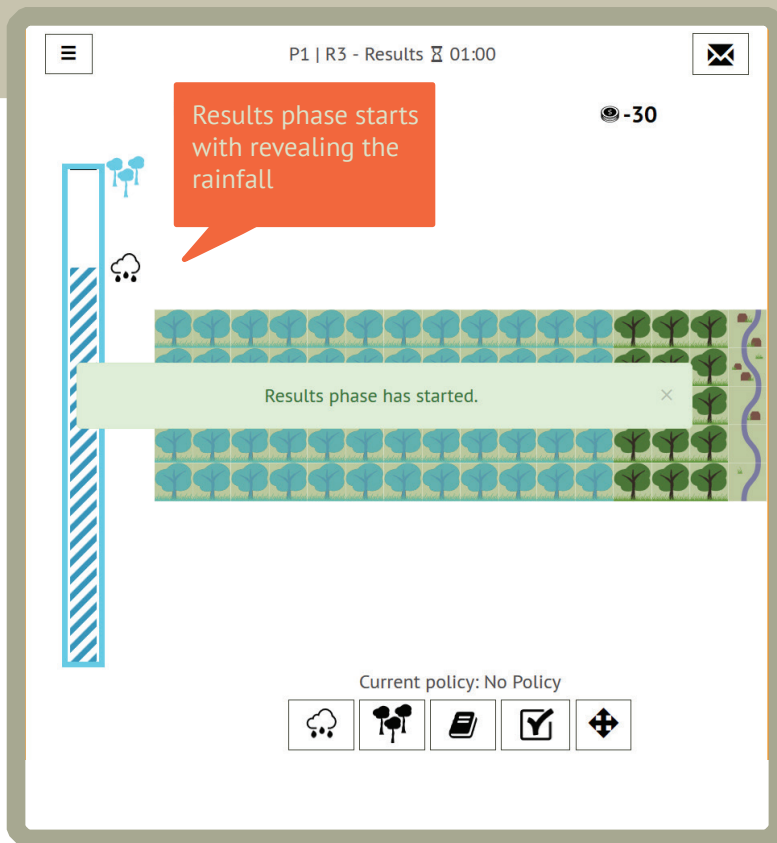 P1 | R3 - Results ⌛ 01:00
-30
Results phase starts
with revealing the
rainfall
Results phase has started. ×
Current policy: No Policy